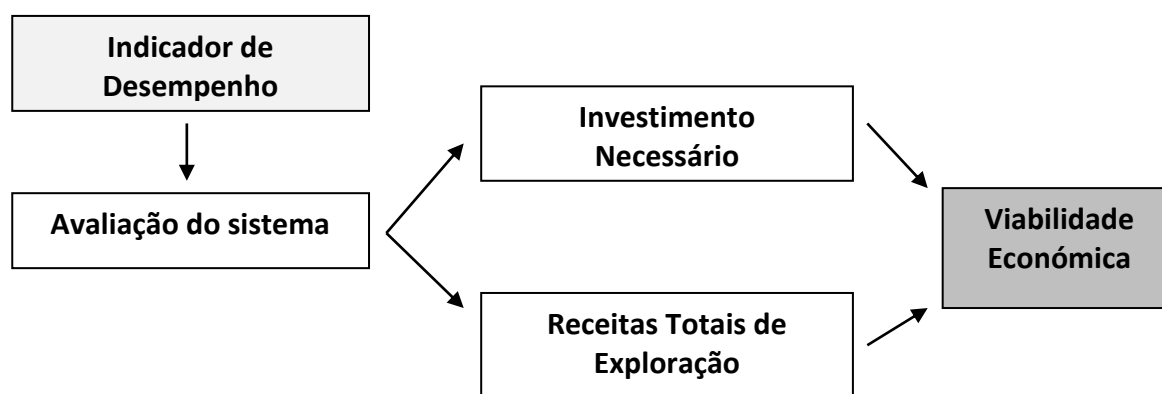 Indicador de
Desempenho
Avaliação do sistema
Investimento
Necessário
Receitas Totais de
Exploração
Viabilidade
Económica